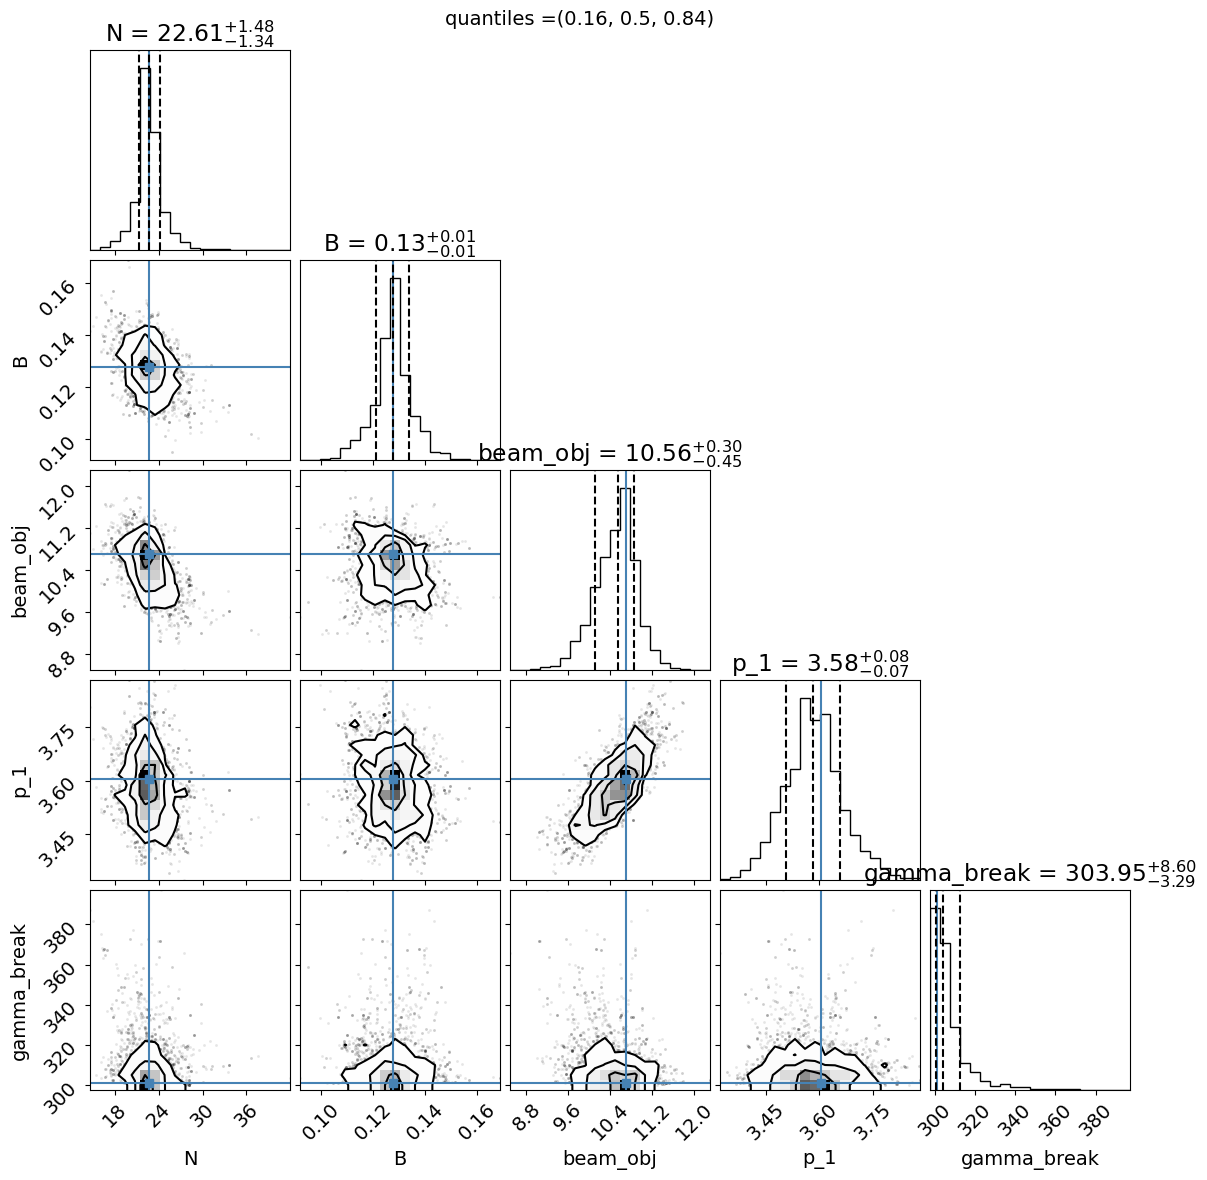 quantiles =(0.16, 0.5, 0.84)
N = 22.61+1.48−1.34
B = 0.13+0.01−0.01
0.16
0.14
0.12
0.10
B
beam_obj = 10.56+0.30−0.45
12.0
11.2
10.4
9.6
8.8
beam_obj
p_1 = 3.58+0.08−0.07
3.75
3.60
3.45
p_1
gamma_break = 303.95+8.60−3.29
380
360
340
320
300
gamma_break
18 24 30 36 0.10 0.12 0.14 0.16 8.8 9.6 10.4 11.2 12.0 3.45 3.60 3.75 300 320 340 360 380
N B beam_obj p_1 gamma_break